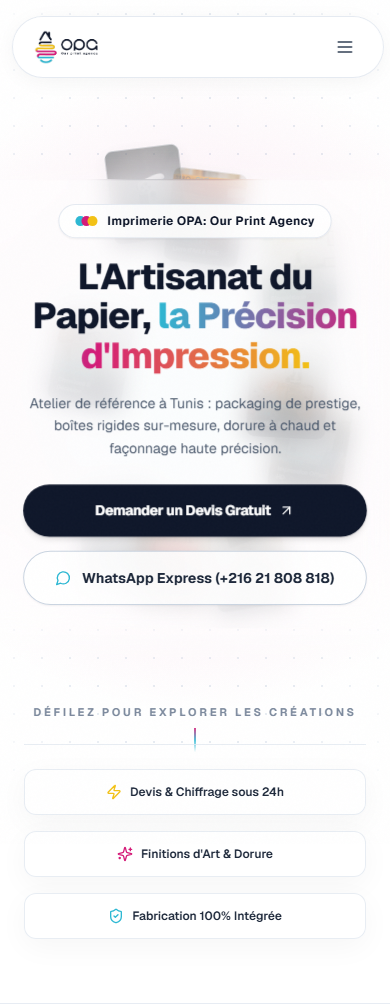 opa
Imprimerie OPA: Our Print Agency
L'Artisanat du
Papier, la Précision
d'Impression.
Atelier de référence à Tunis : packaging de prestige,
boîtes rigides sur-mesure, dorure à chaud et
façonnage haute précision.
Demander un Devis Gratuit
WhatsApp Express (+216 21 808 818)
DÉFILEZ POUR EXPLORER LES CRÉATIONS
Devis & Chiffrage sous 24h
Finitions d'Art & Dorure
Fabrication 100% Intégrée